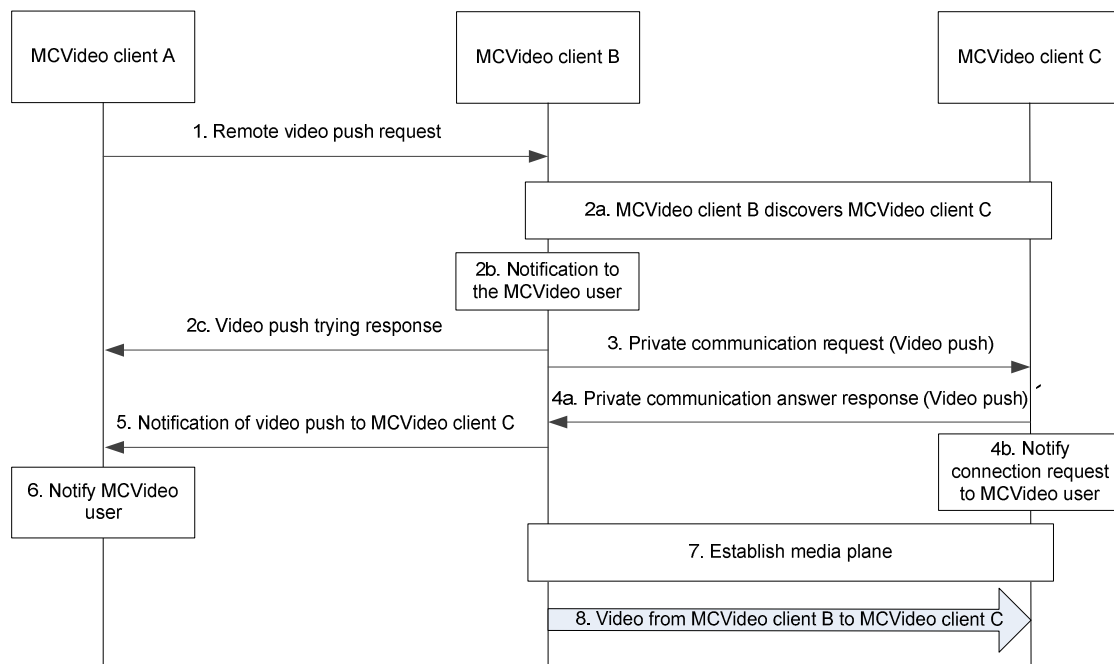 MCVideo client A
MCVideo client B
MCVideo client C
1. Remote video push request
2a. MCVideo client B discovers MCVideo client C
2b. Notification to
the MCVideo user
2c. Video push trying response
3. Private communication request (Video push)
4a. Private communication answer response (Video push)
5. Notification of video push to MCVideo client C
4b. Notify
connection request
to MCVideo user
6. Notify MCVideo
user
7. Establish media plane
8. Video from MCVideo client B to MCVideo client C